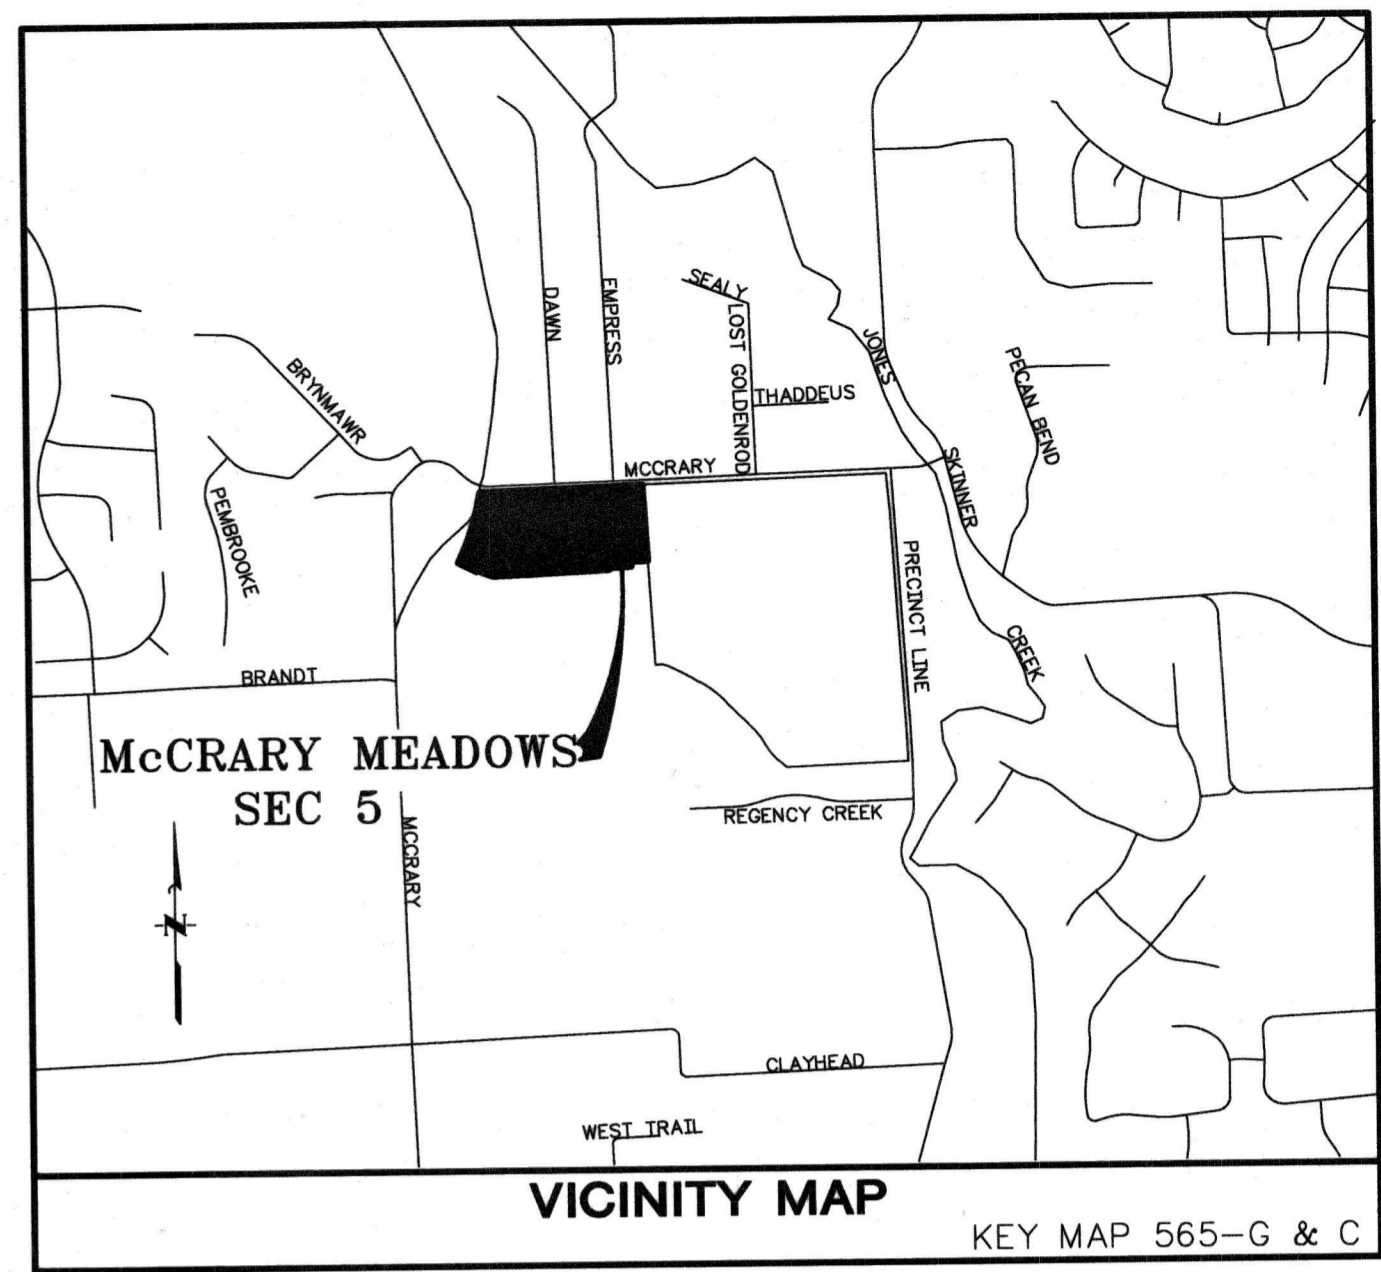 SEALY
DAWN
EMPRESS
LOST GOLDENROD
JONES
BRYNMAWR
PECAN BEND
THADDEUS
MCCRARY
SKINNER
PEMBROOKE
PRECINCT LINE
CREEK
BRANDT
McCRARY MEADOWS
SEC 5
REGENCY CREEK
MCCRARY
N
CLAYHEAD
WEST TRAIL
VICINITY MAP
KEY MAP 565-G & C